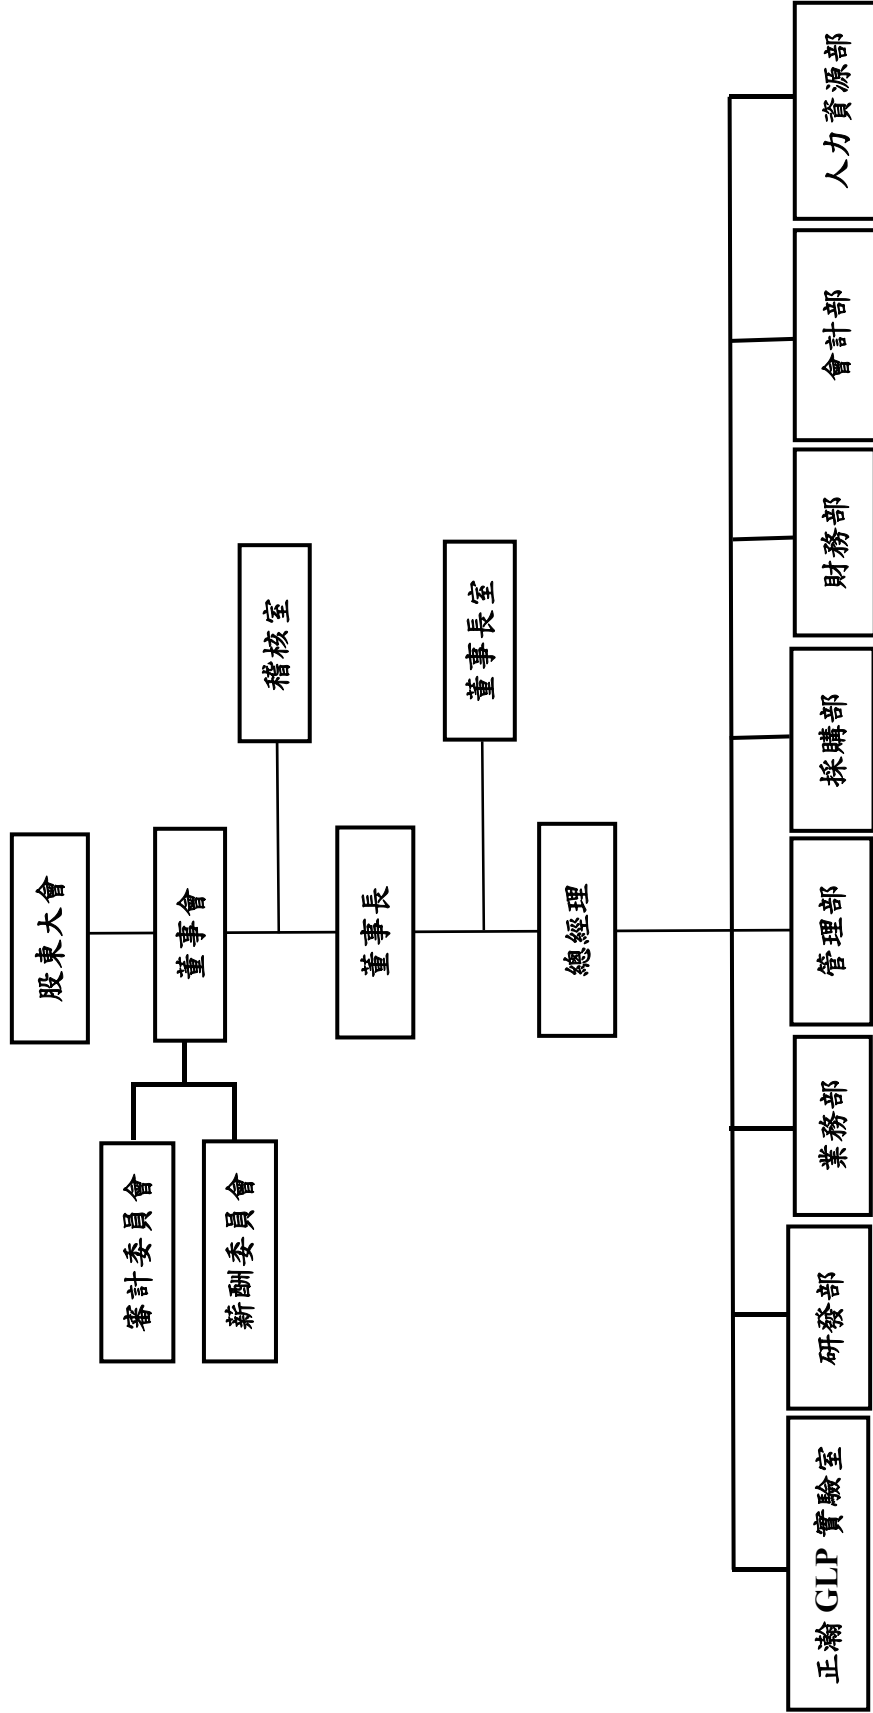 股東大會
董事會
審計委員會
薪酬委員會
稽核室
董事長
董事長室
總經理
正瀚 GLP 實驗室
研發部
業務部
管理部
採購部
財務部
會計部
人力資源部